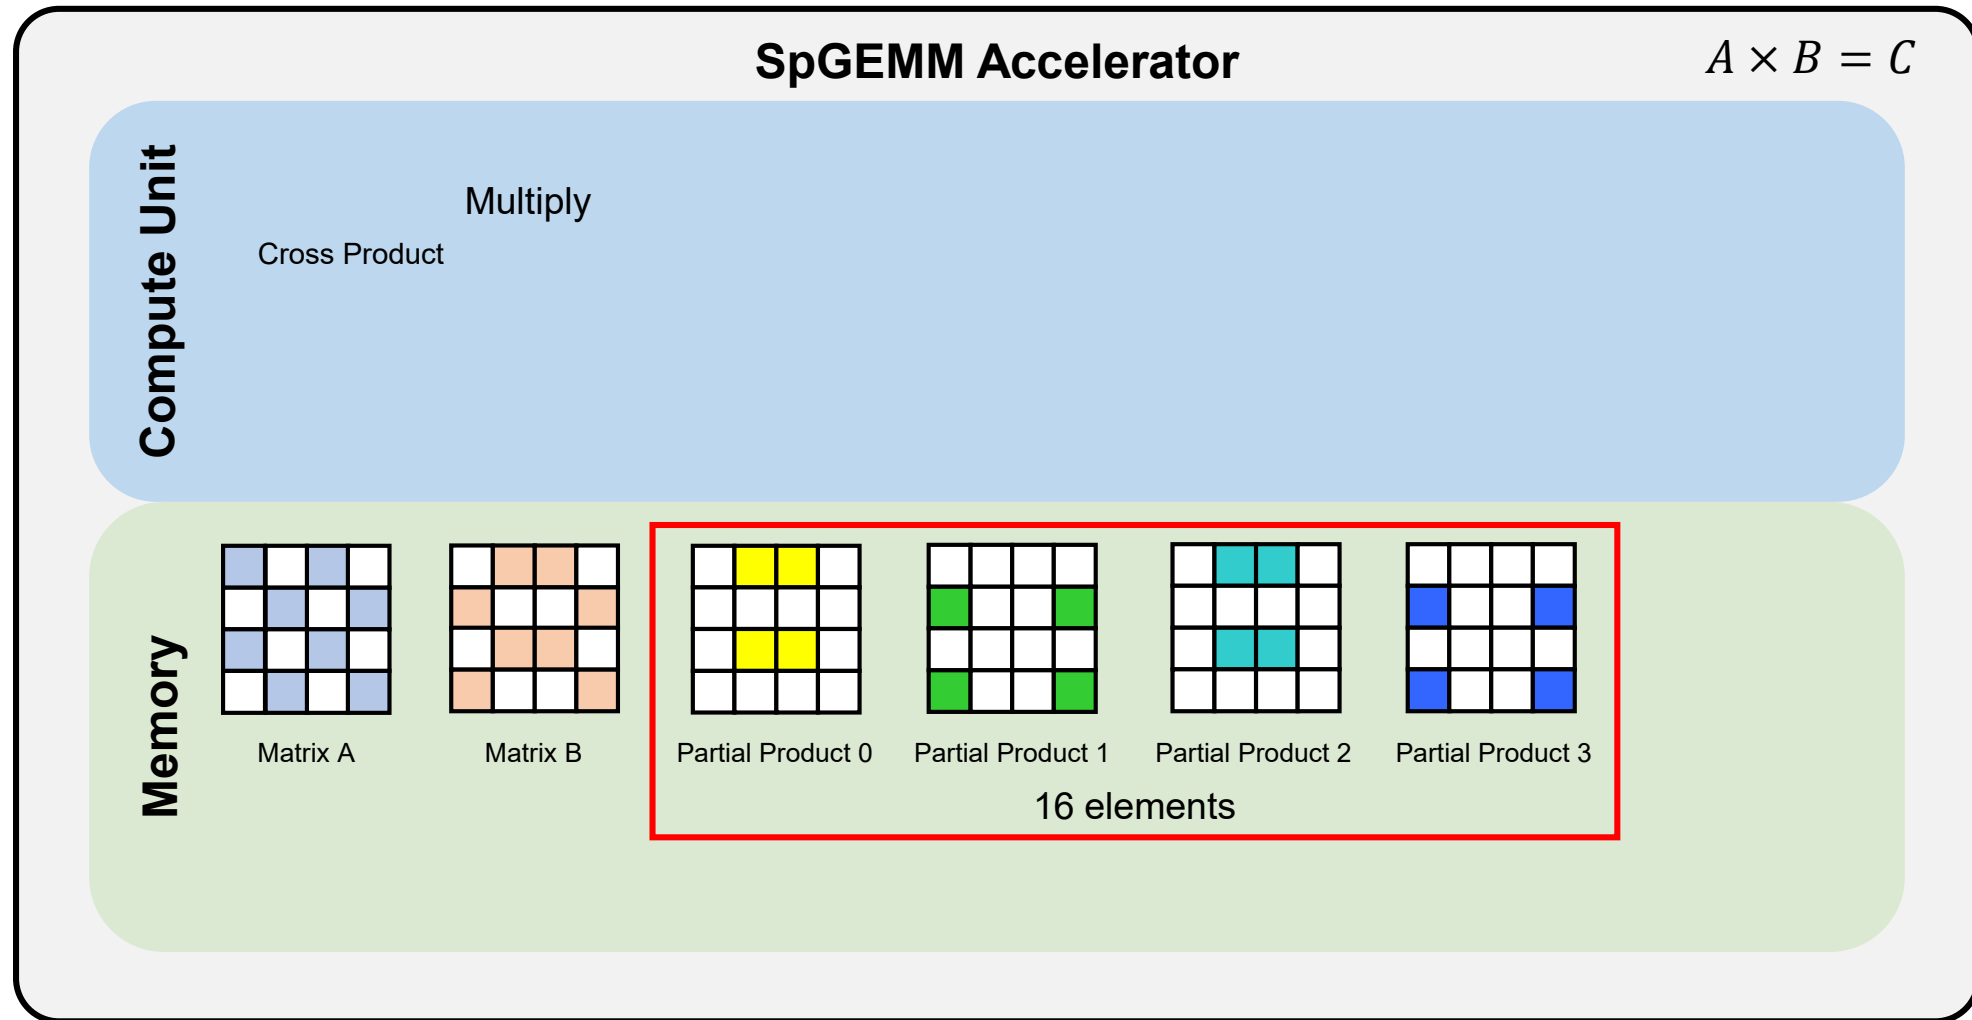 SpGEMM Accelerator
A × B = C
Compute Unit
Multiply
Cross Product
Memory
Matrix A
Matrix B
Partial Product 0
Partial Product 1
Partial Product 2
Partial Product 3
16 elements